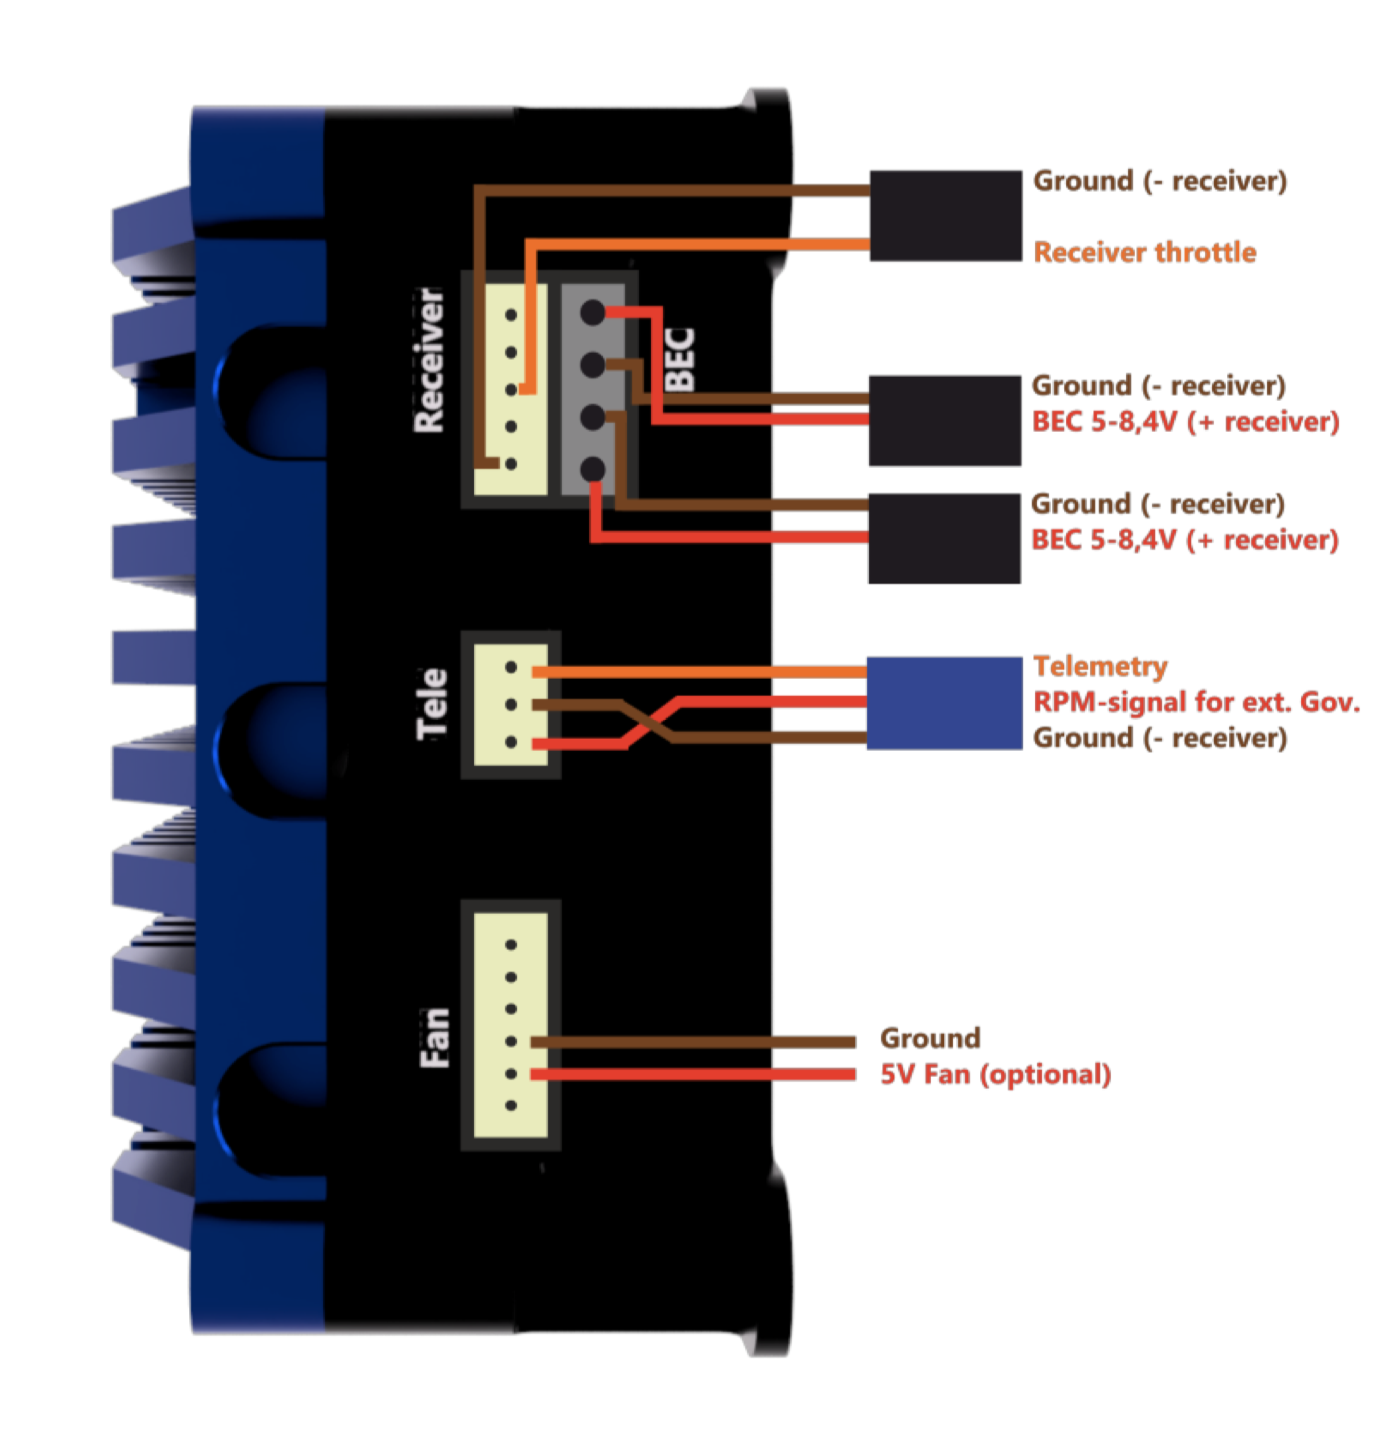 Ground (- receiver)
Receiver throttle
Receiver
BEC
Ground (- receiver)
BEC 5-8,4V (+ receiver)
Ground (- receiver)
BEC 5-8,4V (+ receiver)
Tele
Telemetry
RPM-signal for ext. Gov.
Ground (- receiver)
Fan
Ground
5V Fan (optional)